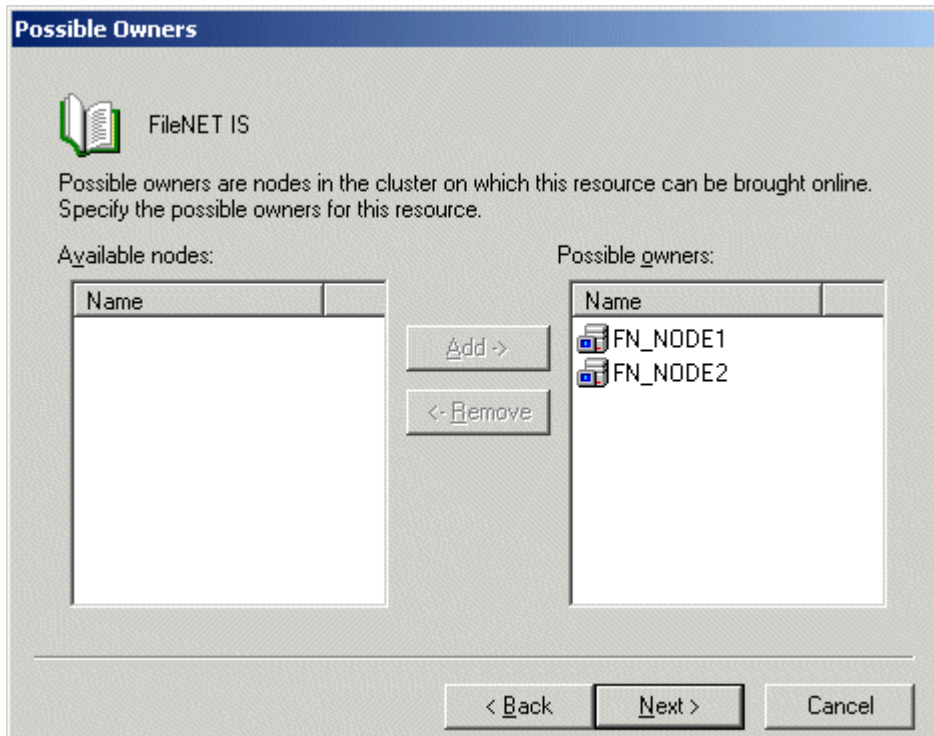 Possible Owners
FileNET IS
Possible owners are nodes in the cluster on which this resource can be brought online.
Specify the possible owners for this resource.
Available nodes:
Possible owners:
Name
Name
FN_NODE1
FN_NODE2
Add ->
<- Remove
< Back
Next >
Cancel